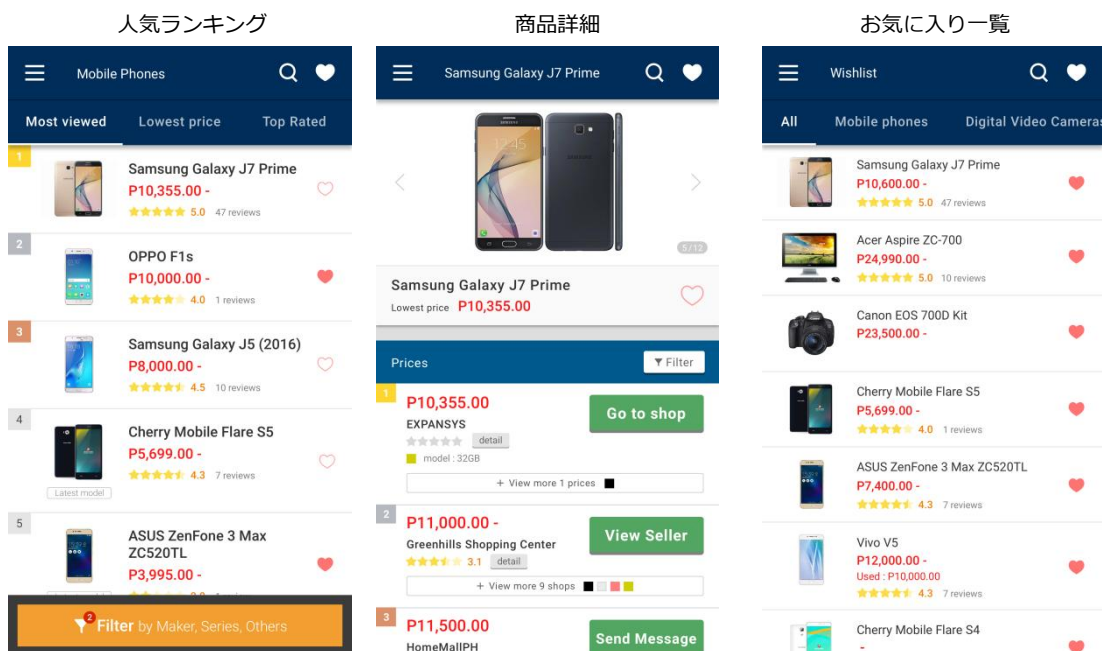 人気ランキング
Mobile Phones
Most viewed Lowest price Top Rated
1
Samsung Galaxy J7 Prime
P10,355.00 -
5.0 47 reviews
2
OPPO F1s
P10,000.00 -
4.0 1 reviews
3
Samsung Galaxy J5 (2016)
P8,000.00 -
4.5 10 reviews
4
Cherry Mobile Flare S5
P5,699.00 -
4.3 7 reviews
Latest model
5
ASUS ZenFone 3 Max
ZC520TL
P3,995.00 -
2
Filter by Maker, Series, Others
商品詳細
Samsung Galaxy J7 Prime
5/12
Samsung Galaxy J7 Prime
Lowest price P10,355.00
Prices
Filter
1
P10,355.00
Go to shop
EXPANSYS
detail
model : 32GB
+ View more 1 prices
2
P11,000.00 -
View Seller
Greenhills Shopping Center
3.1 detail
+ View more 9 shops
3
P11,500.00
Send Message
HomeMallPH
お気に入り一覧
Wishlist
All Mobile phones Digital Video Cameras
Samsung Galaxy J7 Prime
P10,600.00 -
5.0 47 reviews
Acer Aspire ZC-700
P24,990.00 -
5.0 10 reviews
Canon EOS 700D Kit
P23,500.00 -
Cherry Mobile Flare S5
P5,699.00 -
4.0 1 reviews
ASUS ZenFone 3 Max ZC520TL
P7,400.00 -
4.3 7 reviews
Vivo V5
P12,000.00 -
Used : P10,000.00
4.3 7 reviews
Cherry Mobile Flare S4
-